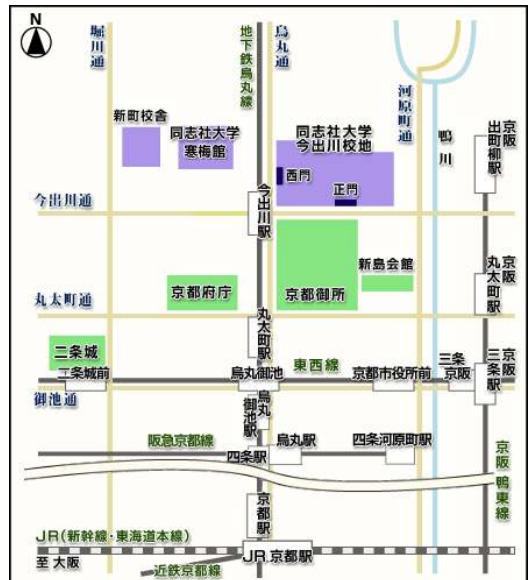 N
堀川通
地下鉄烏丸線
烏丸通
河原町通
鴨川
京阪
出町柳駅
新町校舎
同志社大学
寒梅館
同志社大学
今出川校地
西門
正門
今出川通
今出川駅
新島会館
京都府庁
京都御所
京阪
丸太町駅
丸太町通
丸太町駅
二条城
東西線
三条
京阪
京阪
三条駅
二条城前
烏丸御池
京都市役所前
御池通
烏丸
御池駅
阪急京都線
烏丸駅
四条河原町駅
四条駅
京阪
鴨東線
京都駅
JR(新幹線・東海道本線)
至 大阪
JR 京都駅
近鉄京都線